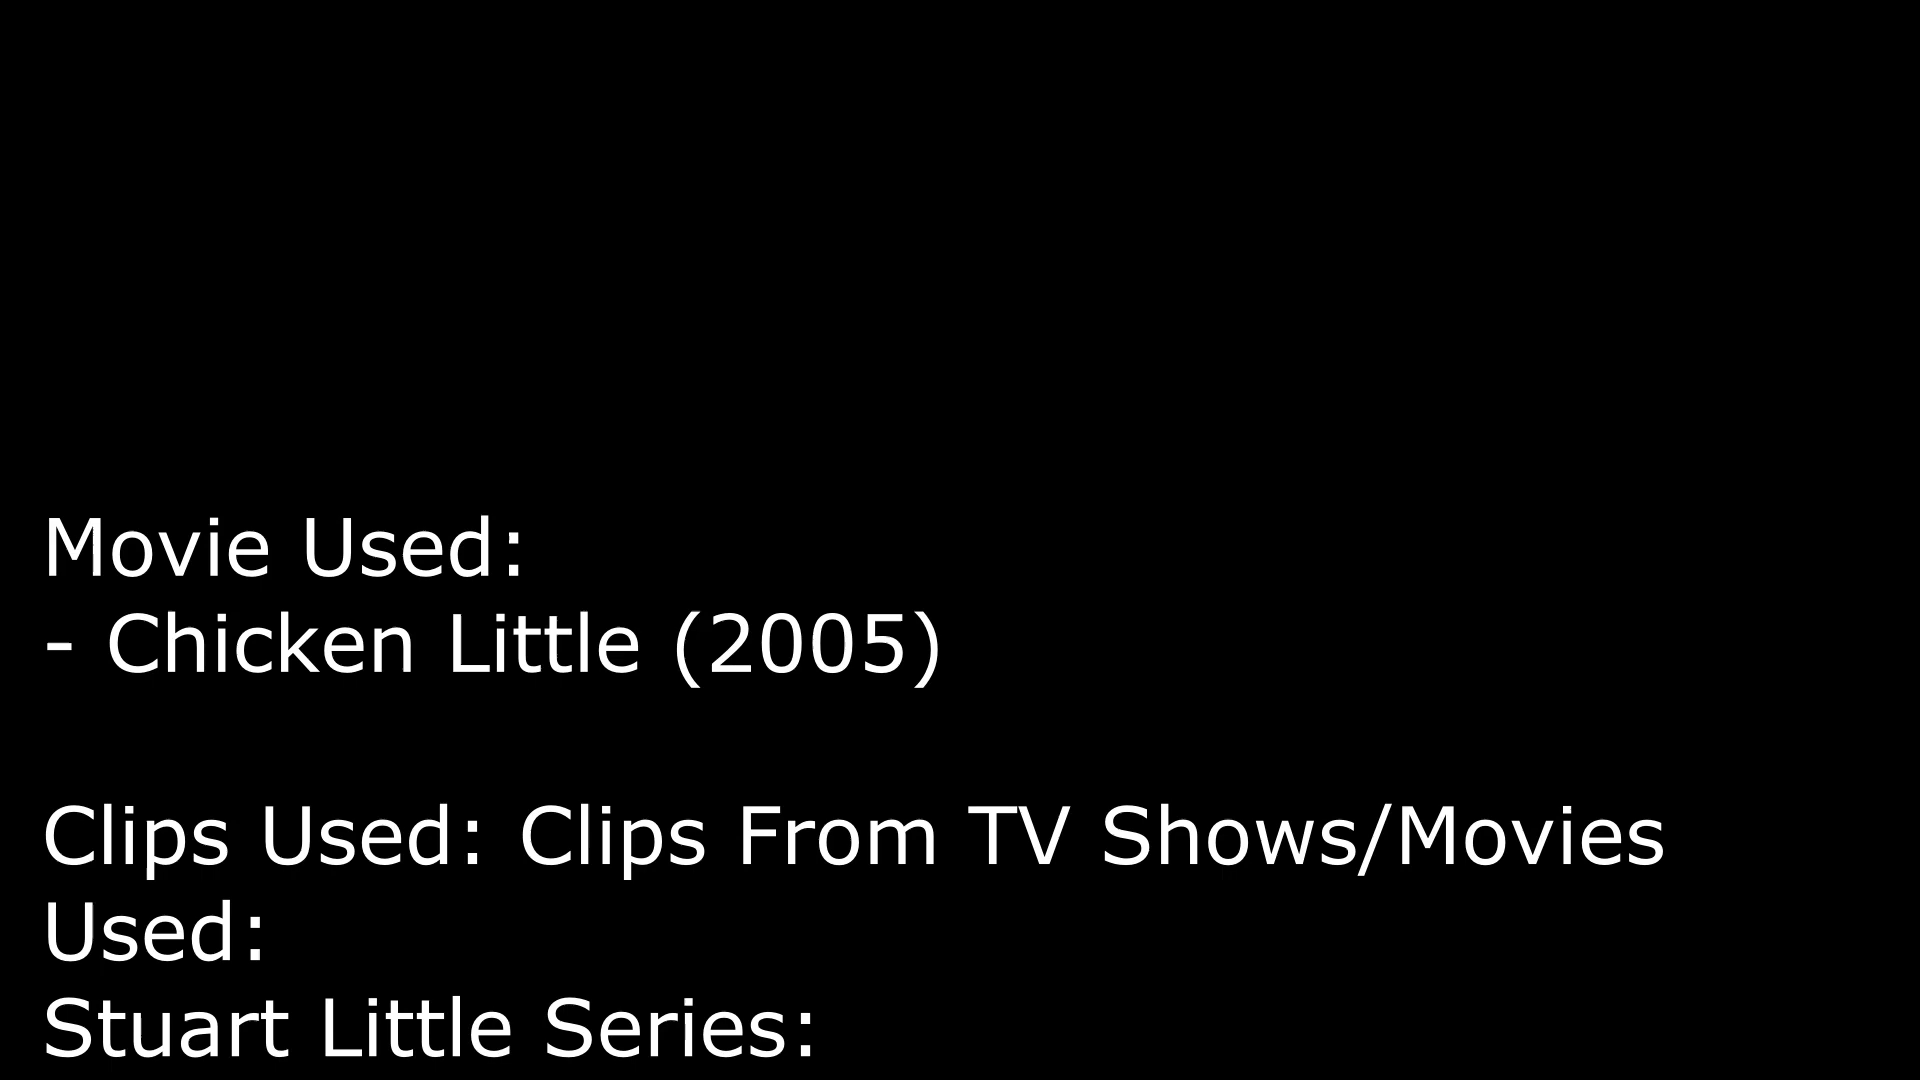 Movie Used:
- Chicken Little (2005)
Clips Used: Clips From TV Shows/Movies
Used:
Stuart Little Series: